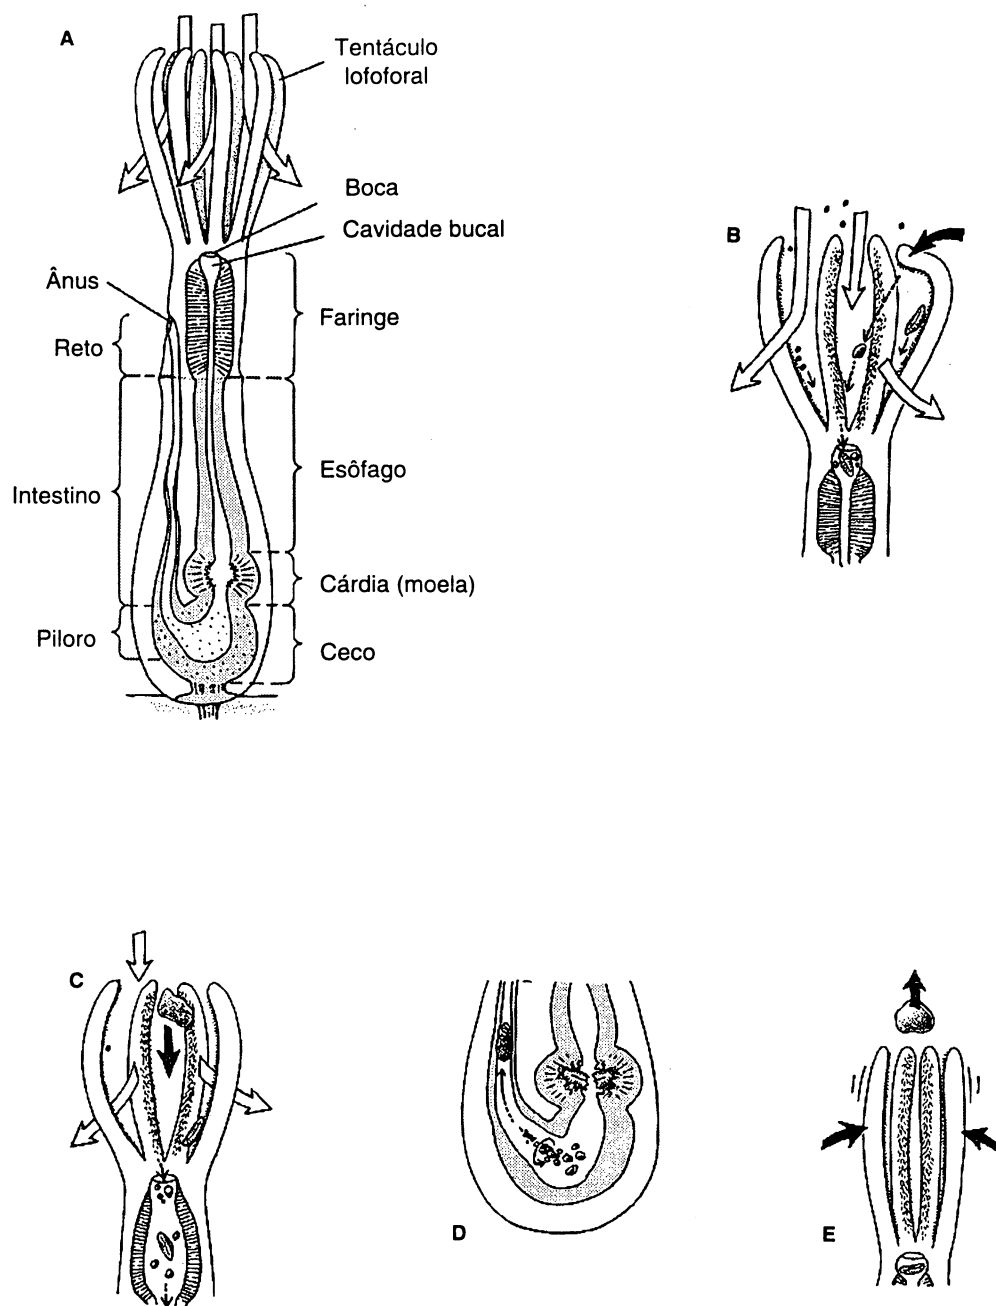 A
Tentáculo
lofoforal
Boca
Cavidade bucal
Ânus
Faringe
Reto
Esôfago
Intestino
Cárdia (moela)
Piloro
Ceco
B
C
D
E